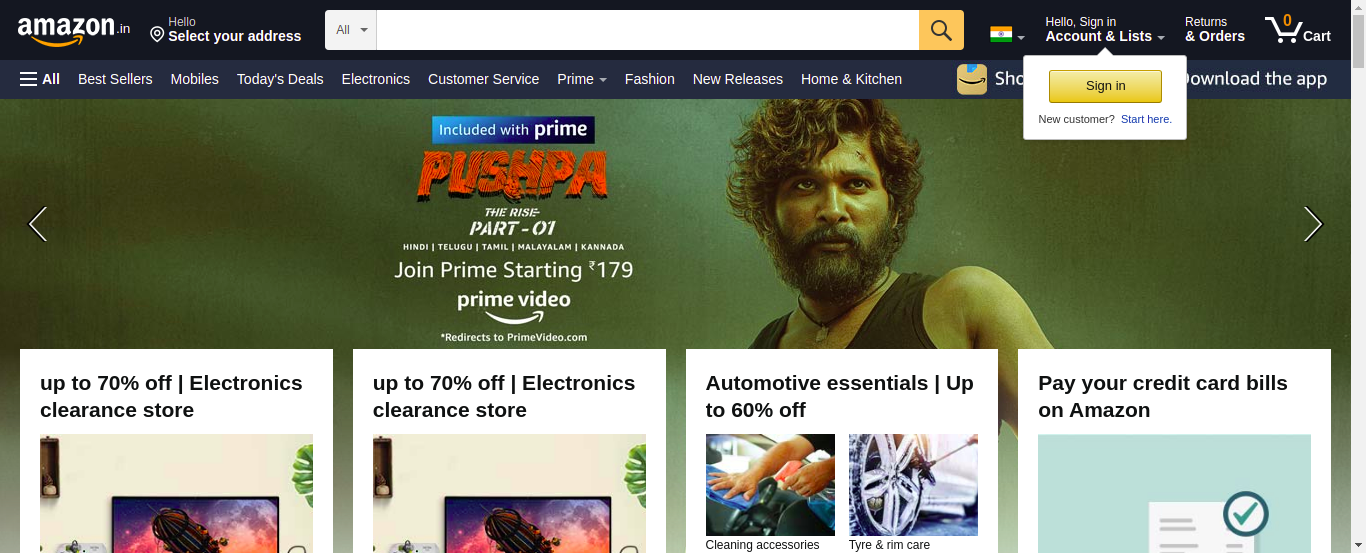 amazon.in
Hello
Select your address
All
Hello, Sign in
Account & Lists
Returns
& Orders
0
Cart
All
Best Sellers
Mobiles
Today's Deals
Electronics
Customer Service
Prime
Fashion
New Releases
Home & Kitchen
Sho
Download the app
Sign in
New customer? Start here.
Included with prime
PUSHPA
THE RISE-
PART - 01
HINDI | TELUGU | TAMIL | MALAYALAM | KANNADA
Join Prime Starting ₹179
prime video
*Redirects to PrimeVideo.com
up to 70% off | Electronics
clearance store
up to 70% off | Electronics
clearance store
Automotive essentials | Up
to 60% off
Pay your credit card bills
on Amazon
Cleaning accessories
Tyre & rim care